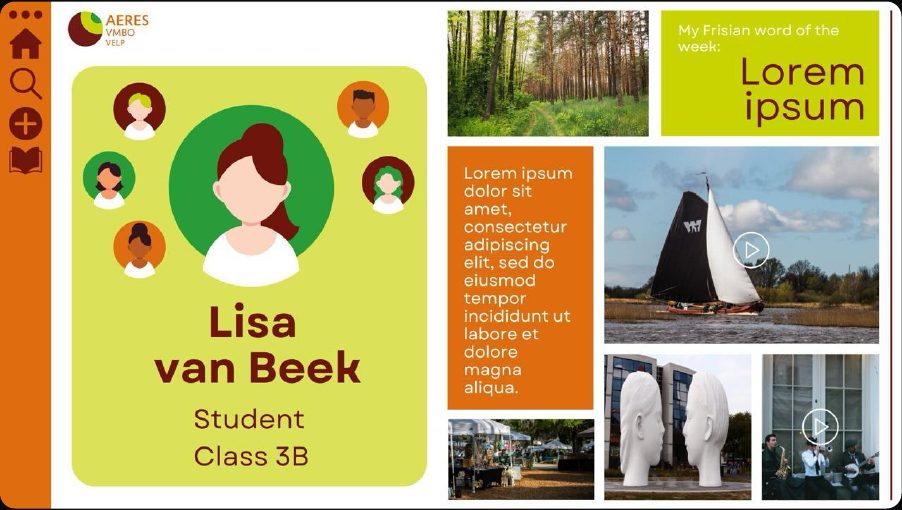 AERES
VMBO
VELP
Lisa
van Beek
Student
Class 3B
My Frisian word of the
week:
Lorem
ipsum
Lorem ipsum
dolor sit
amet,
consectetur
adipiscing
elit, sed do
eiusmod
tempor
incididunt ut
labore et
dolore
magna
aliqua.